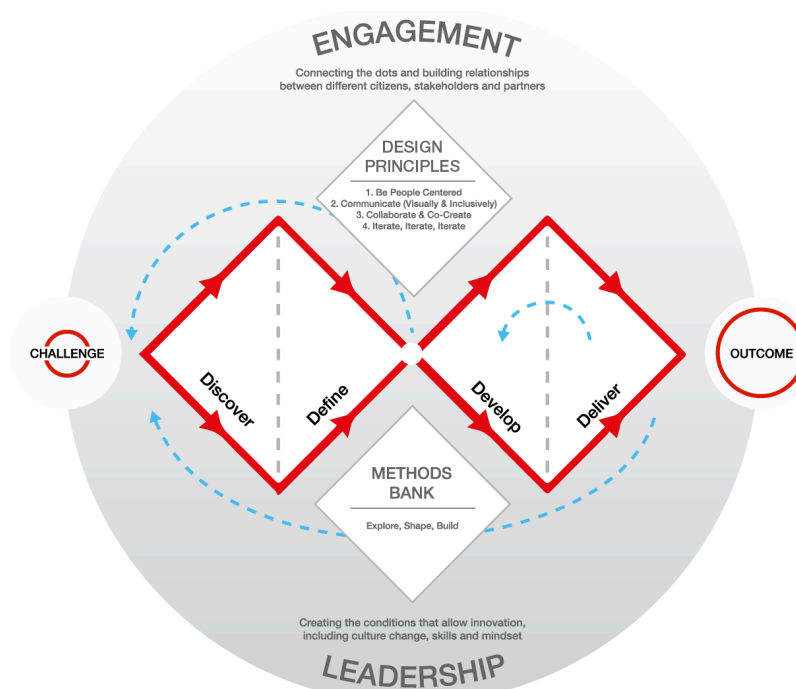 ENGAGEMENT
Connecting the dots and building relationships
between different citizens, stakeholders and partners
DESIGN
PRINCIPLES
1. Be People Centered
2. Communicate (Visually & Inclusively)
3. Collaborate & Co-Create
4. Iterate, Iterate, Iterate
CHALLENGE
Discover
Define
Develop
Deliver
OUTCOME
METHODS
BANK
Explore, Shape, Build
Creating the conditions that allow innovation,
including culture change, skills and mindset
LEADERSHIP